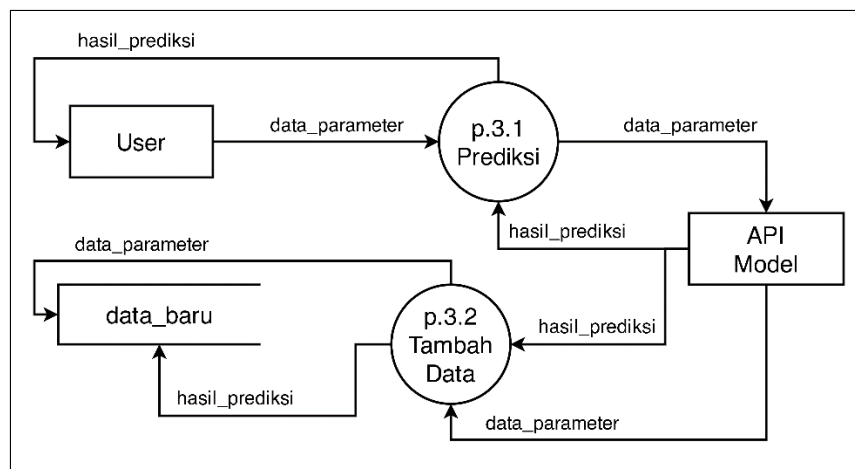 hasil_prediksi
User
data_parameter
p.3.1
Prediksi
data_parameter
hasil_prediksi
API
Model
data_parameter
data_baru
p.3.2
Tambah
Data
hasil_prediksi
hasil_prediksi
data_parameter